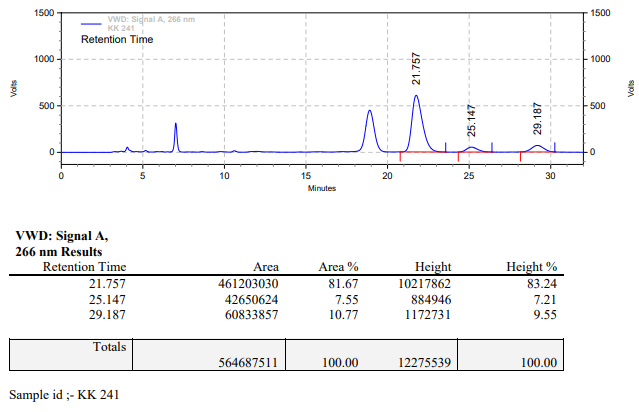 1500
1500
VWD: Signal A, 266 nm
KK 241
Retention Time
1000
1000
21.757
Volts
Volts
500
500
25.147
29.187
0
0
0 5 10 15 20 25 30
Minutes
VWD: Signal A,
266 nm Results
Retention Time Area Area % Height Height %
21.757 461203030 81.67 10217862 83.24
25.147 42650624 7.55 884946 7.21
29.187 60833857 10.77 1172731 9.55
Totals
564687511 100.00 12275539 100.00
Sample id ;- KK 241